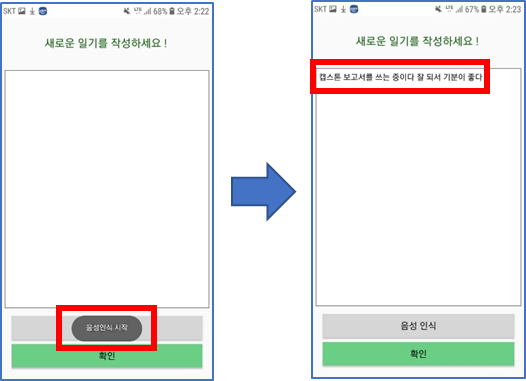 SKT LTE 68% 오후 2:22
새로운 일기를 작성하세요 !
음성인식 시작
확인
SKT LTE 67% 오후 2:23
새로운 일기를 작성하세요 !
캡스톤 보고서를 쓰는 중이다 잘 되서 기분이 좋다
음성 인식
확인